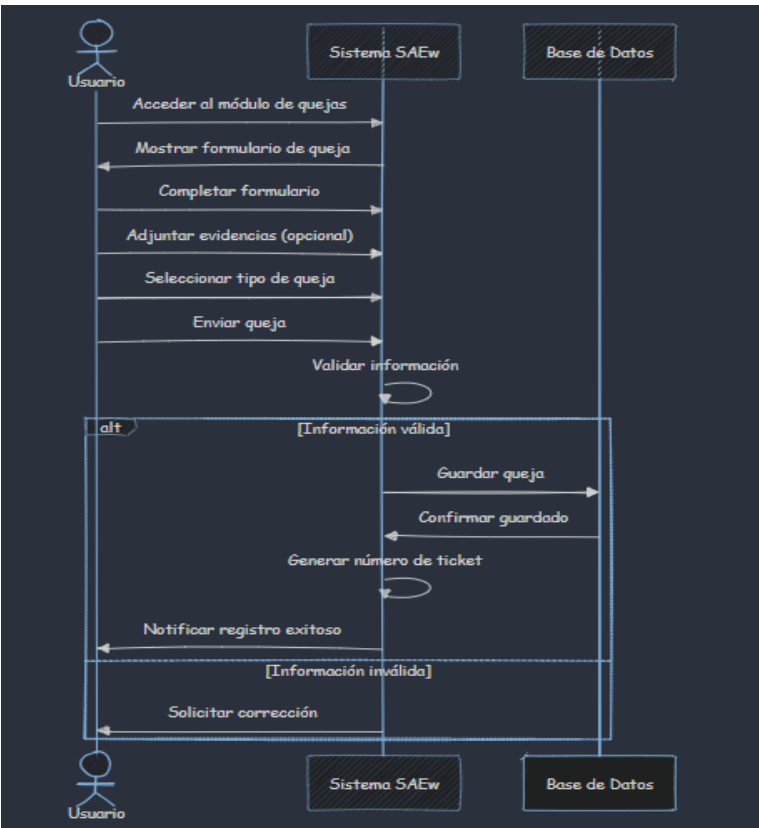 Sistema SAEw
Base de Datos
Usuario
Acceder al módulo de quejas
Mostrar formulario de queja
Completar formulario
Adjuntar evidencias (opcional)
Seleccionar tipo de queja
Enviar queja
Validar información
alt
[Información válida]
Guardar queja
Confirmar guardado
Generar número de ticket
Notificar registro exitoso
[Información inválida]
Solicitar corrección
Sistema SAEw
Base de Datos
Usuario